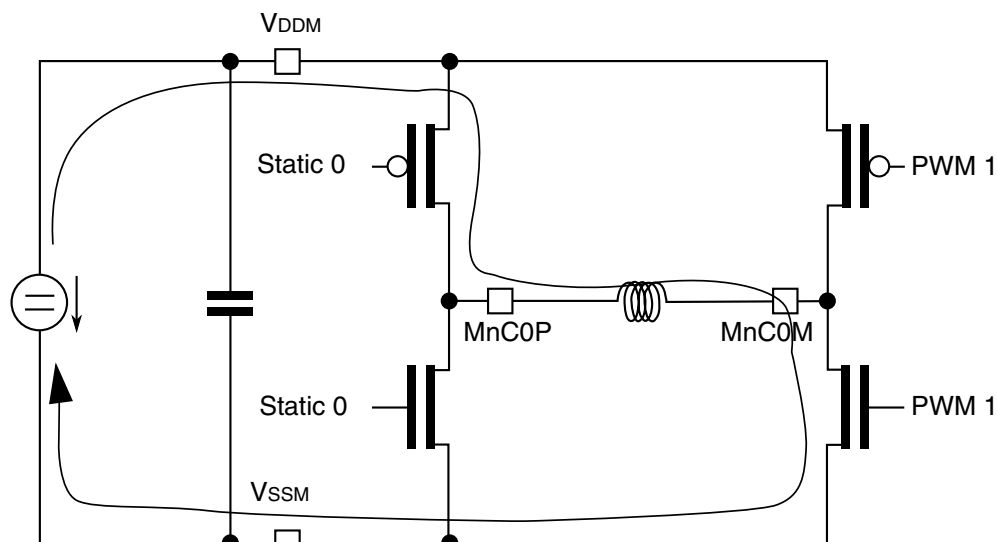 VDDM
Static 0
PWM 1
MnC0P
MnC0M
Static 0
PWM 1
VSSM